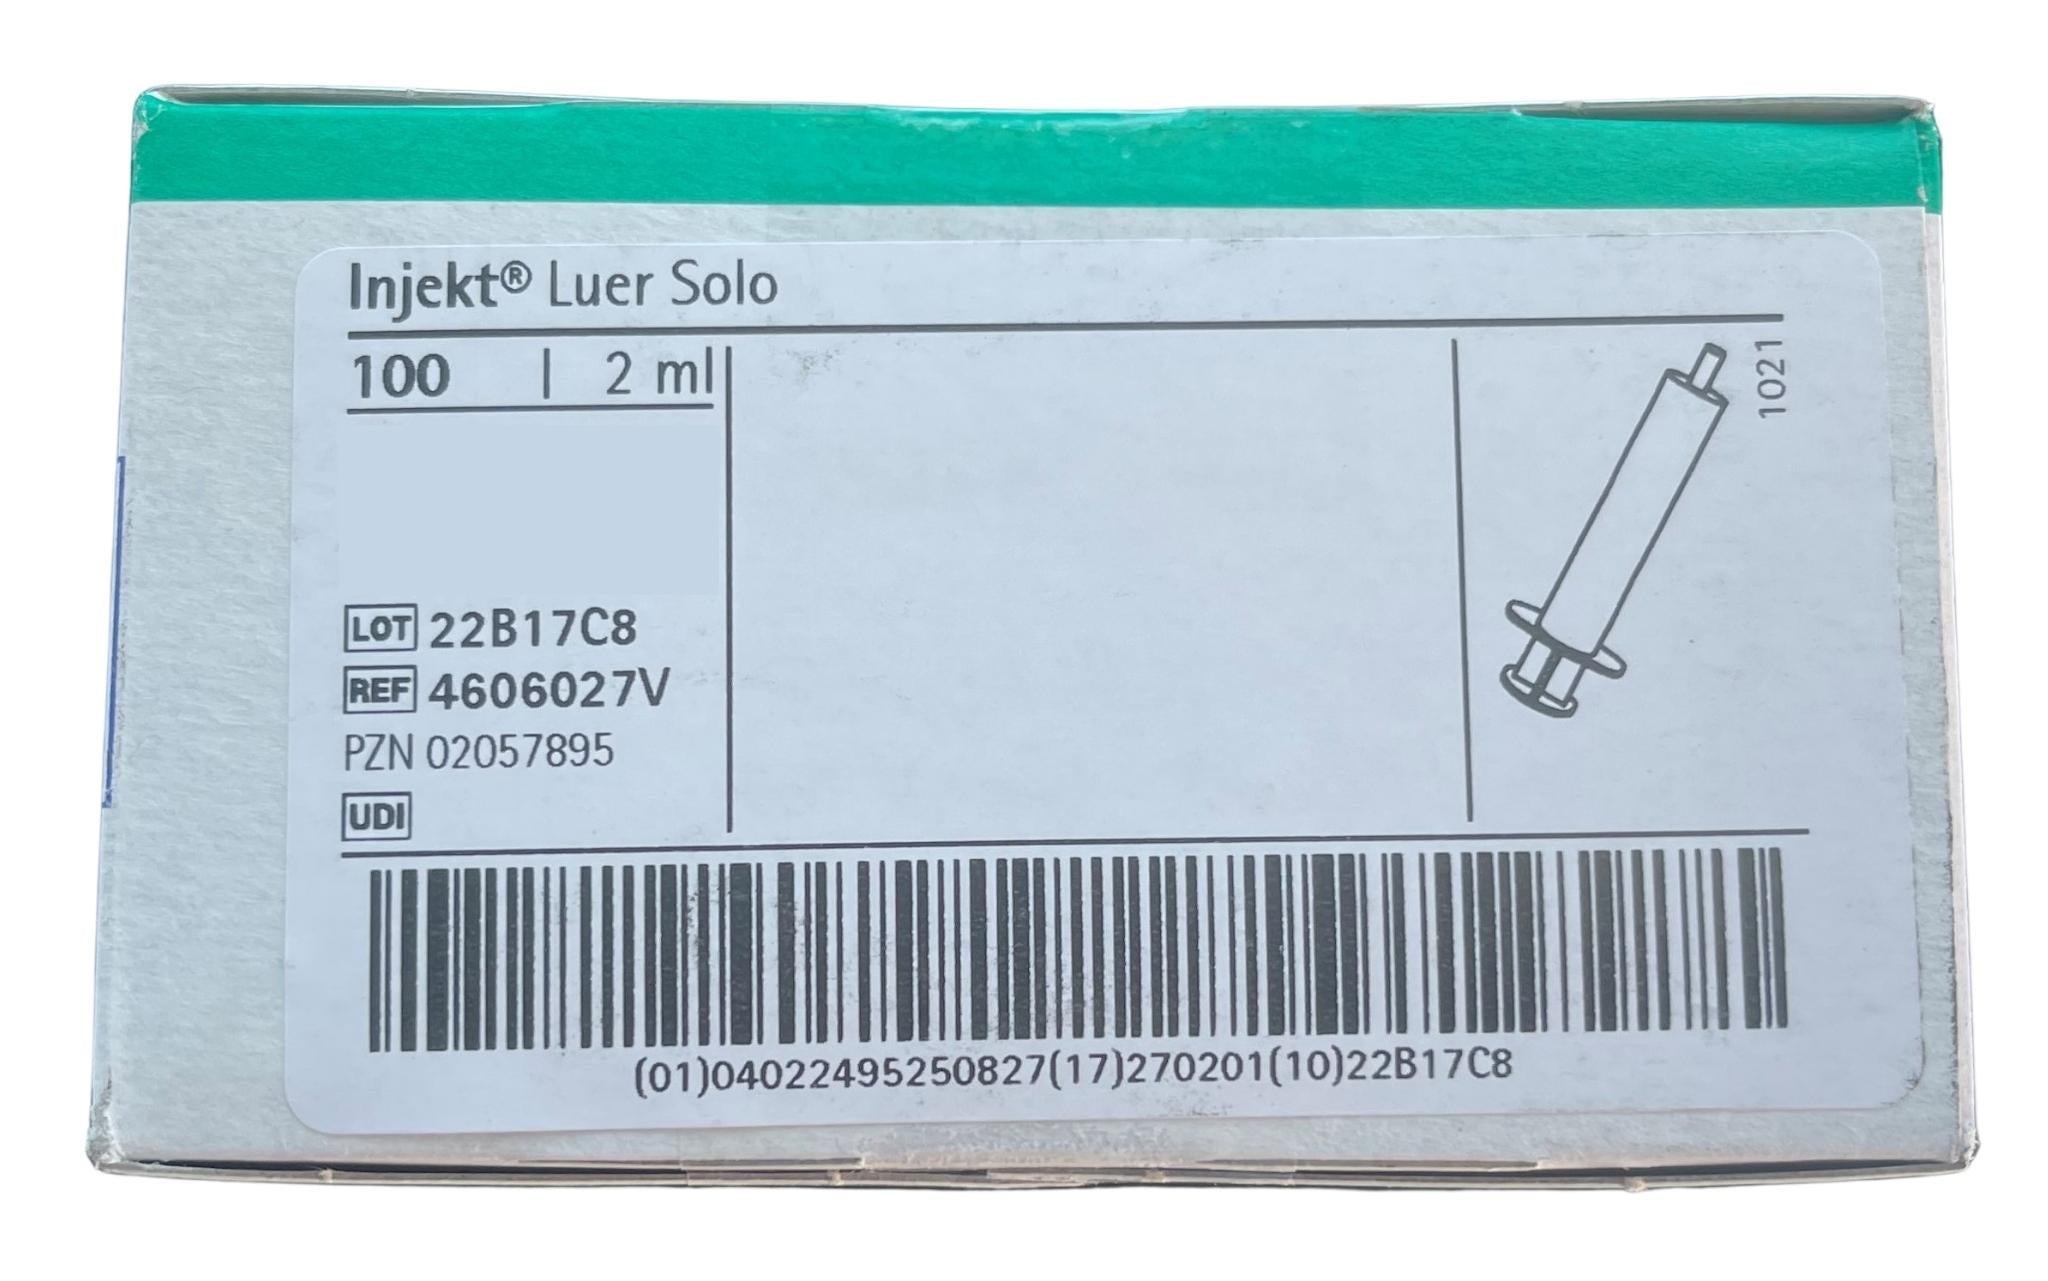 Injekt® Luer Solo
100 | 2 ml
1021
LOT 22B17C8
REF 4606027V
PZN 02057895
UDI
(01)04022495250827(17)270201(10)22B17C8